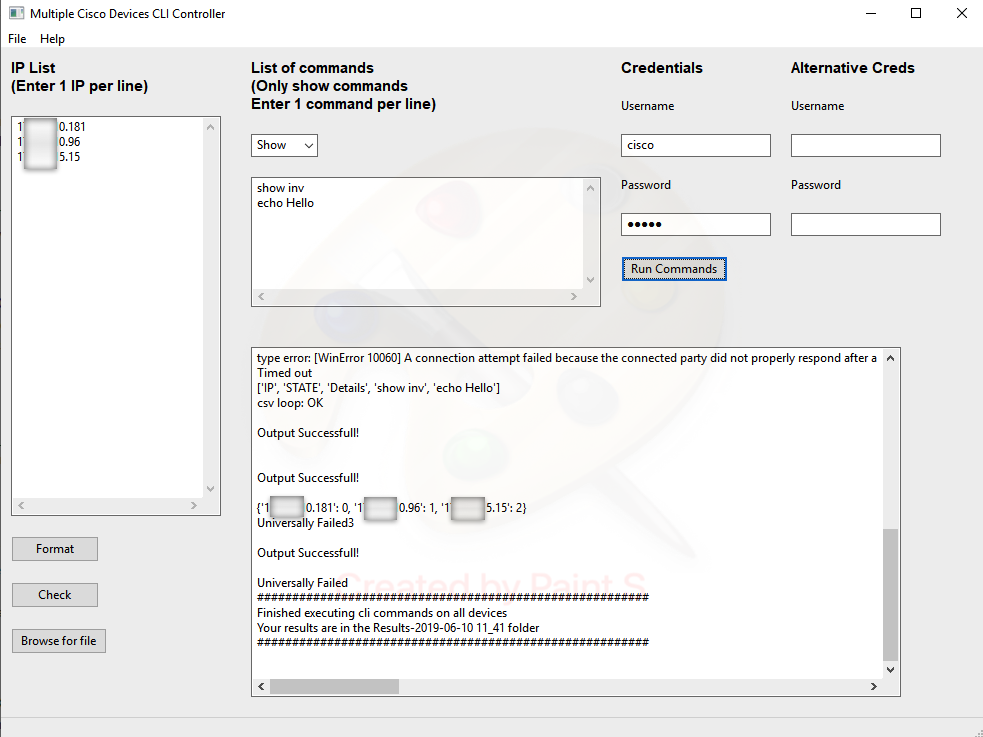 Multiple Cisco Devices CLI Controller
File Help
IP List
(Enter 1 IP per line)
1 0.181
1 0.96
1 5.15
Format
Check
Browse for file
List of commands
(Only show commands
Enter 1 command per line)
Show
show inv
echo Hello
Credentials
Username
cisco
Password
•••••
Run Commands
Alternative Creds
Username
Password
type error: [WinError 10060] A connection attempt failed because the connected party did not properly respond after a
Timed out
['IP', 'STATE', 'Details', 'show inv', 'echo Hello']
csv loop: OK
Output Successfull!
Output Successfull!
{'1 0.181': 0, '1 0.96': 1, '1 5.15': 2}
Universally Failed3
Output Successfull!
Universally Failed
Created by Paint S
########################################################
Finished executing cli commands on all devices
Your results are in the Results-2019-06-10 11_41 folder
########################################################